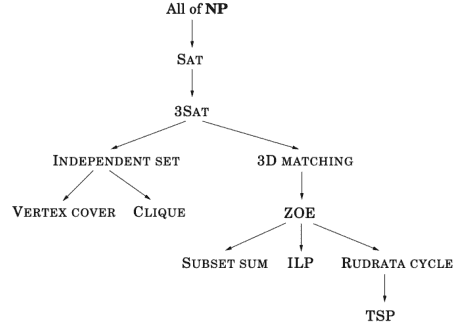 All of NP
SAT
3SAT
INDEPENDENT SET 3D MATCHING
VERTEX COVER CLIQUE ZOE
SUBSET SUM ILP RUDRATA CYCLE
TSP